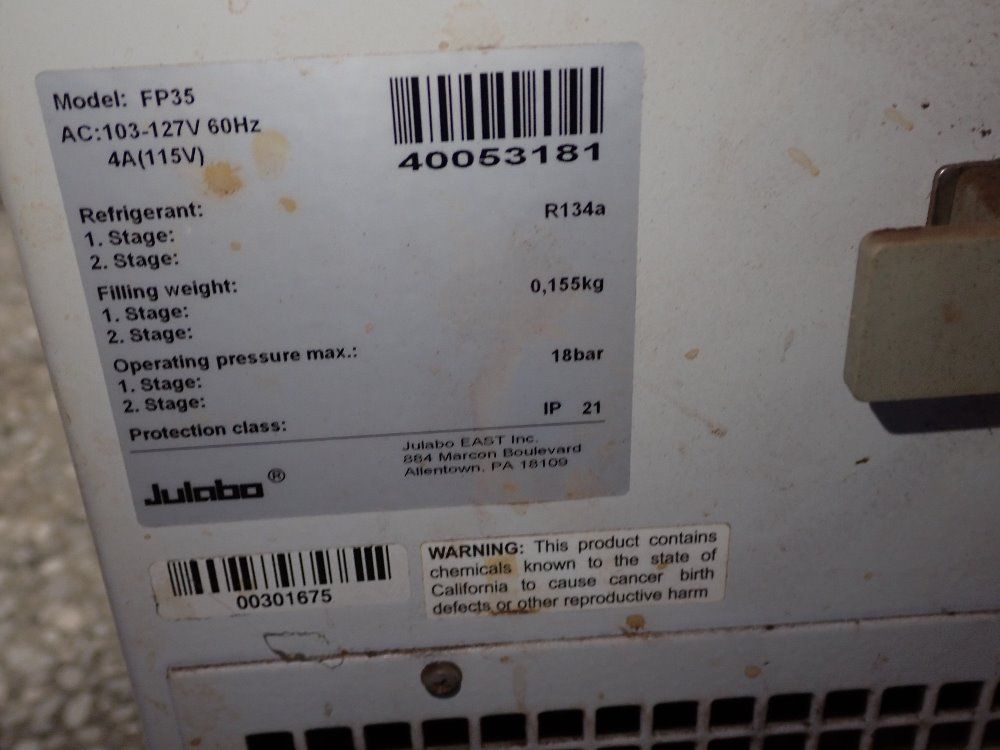 Model: FP35
AC:103-127V 60Hz
4A(115V)
40053181
Refrigerant: R134a
1. Stage:
2. Stage:
Filling weight: 0,155kg
1. Stage:
2. Stage:
Operating pressure max.: 18bar
1. Stage:
2. Stage:
Protection class: IP 21
Julabo EAST Inc.
884 Marcon Boulevard
Allentown, PA 18109
Julabo®
00301675
WARNING: This product contains
chemicals known to the state of
California to cause cancer birth
defects or other reproductive harm